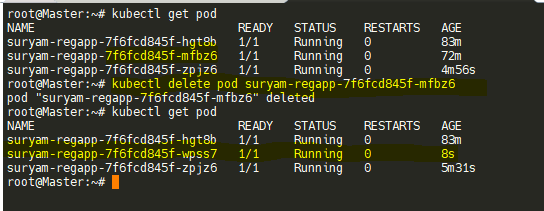 root@Master:~# kubectl get pod
NAME READY STATUS RESTARTS AGE
suryam-regapp-7f6fcd845f-hgt8b 1/1 Running 0 83m
suryam-regapp-7f6fcd845f-mfbz6 1/1 Running 0 72m
suryam-regapp-7f6fcd845f-zpjz6 1/1 Running 0 4m56s
root@Master:~# kubectl delete pod suryam-regapp-7f6fcd845f-mfbz6
pod "suryam-regapp-7f6fcd845f-mfbz6" deleted
root@Master:~# kubectl get pod
NAME READY STATUS RESTARTS AGE
suryam-regapp-7f6fcd845f-hgt8b 1/1 Running 0 83m
suryam-regapp-7f6fcd845f-wpss7 1/1 Running 0 8s
suryam-regapp-7f6fcd845f-zpjz6 1/1 Running 0 5m31s
root@Master:~#